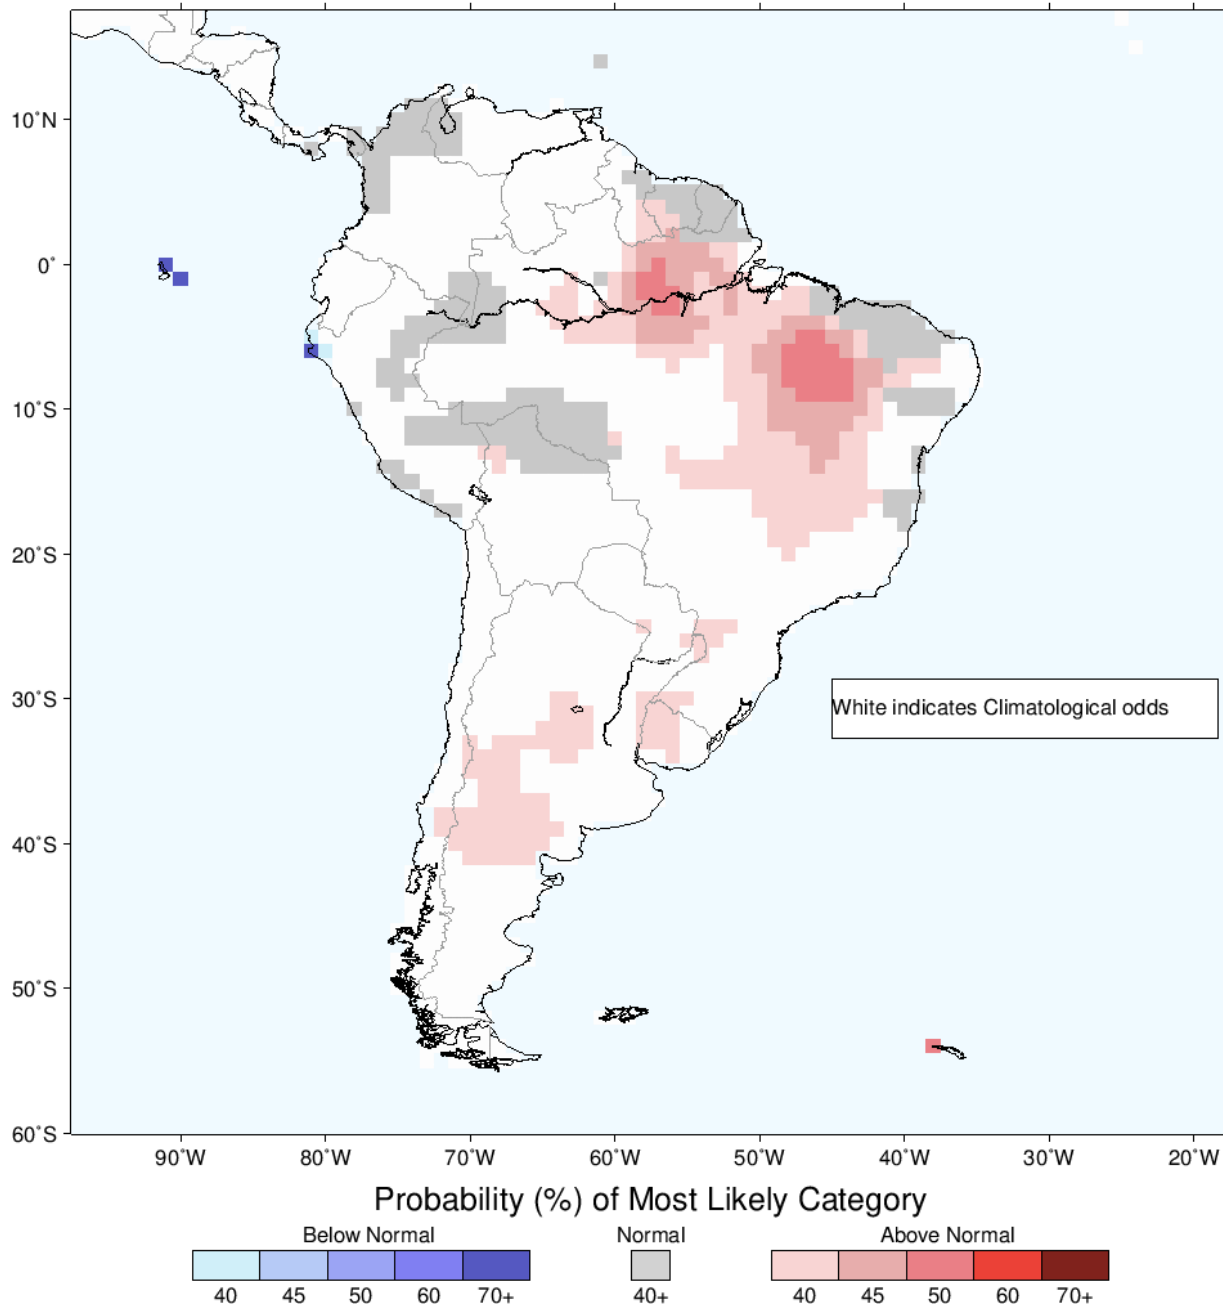 10°N
0°
10°S
20°S
30°S
40°S
50°S
60°S
White indicates Climatological odds
90°W 80°W 70°W 60°W 50°W 40°W 30°W 20°W
Probability (%) of Most Likely Category
Below Normal Normal Above Normal
40 45 50 60 70+ 40+ 40 45 50 60 70+